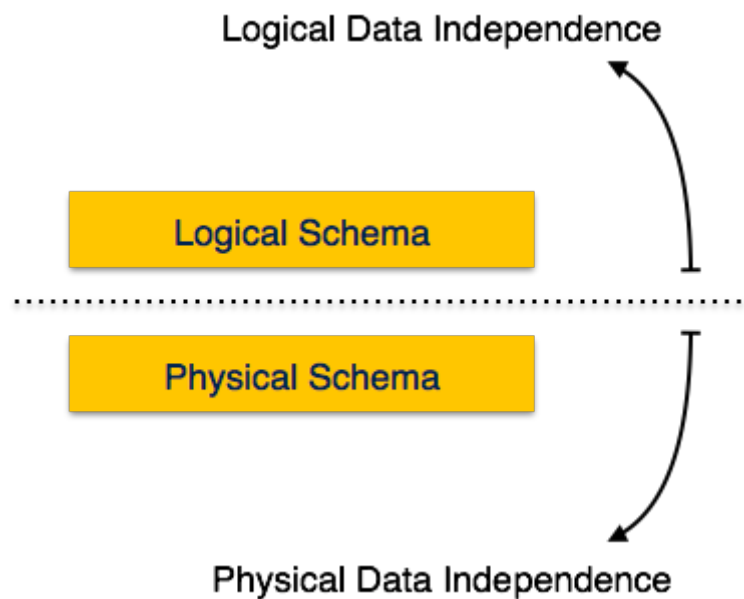 Logical Data Independence
Logical Schema
Physical Schema
Physical Data Independence